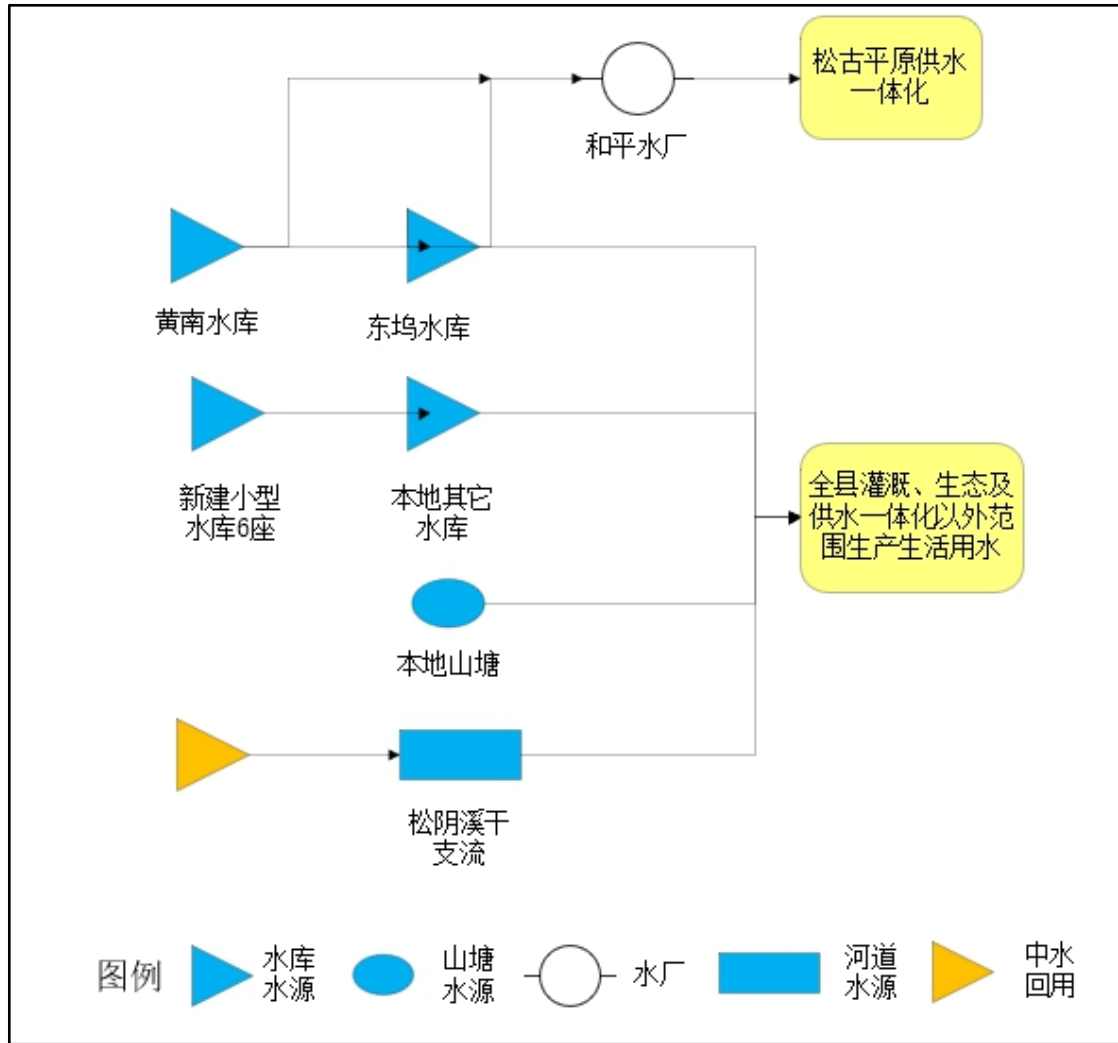 松古平原供水
一体化
和平水厂
黄南水库
东坞水库
新建小型
水库6座
本地其它
水库
全县灌溉、生态及
供水一体化以外范
围生产生活用水
本地山塘
松阴溪干
支流
图例
水库
水源
山塘
水源
水厂
河道
水源
中水
回用